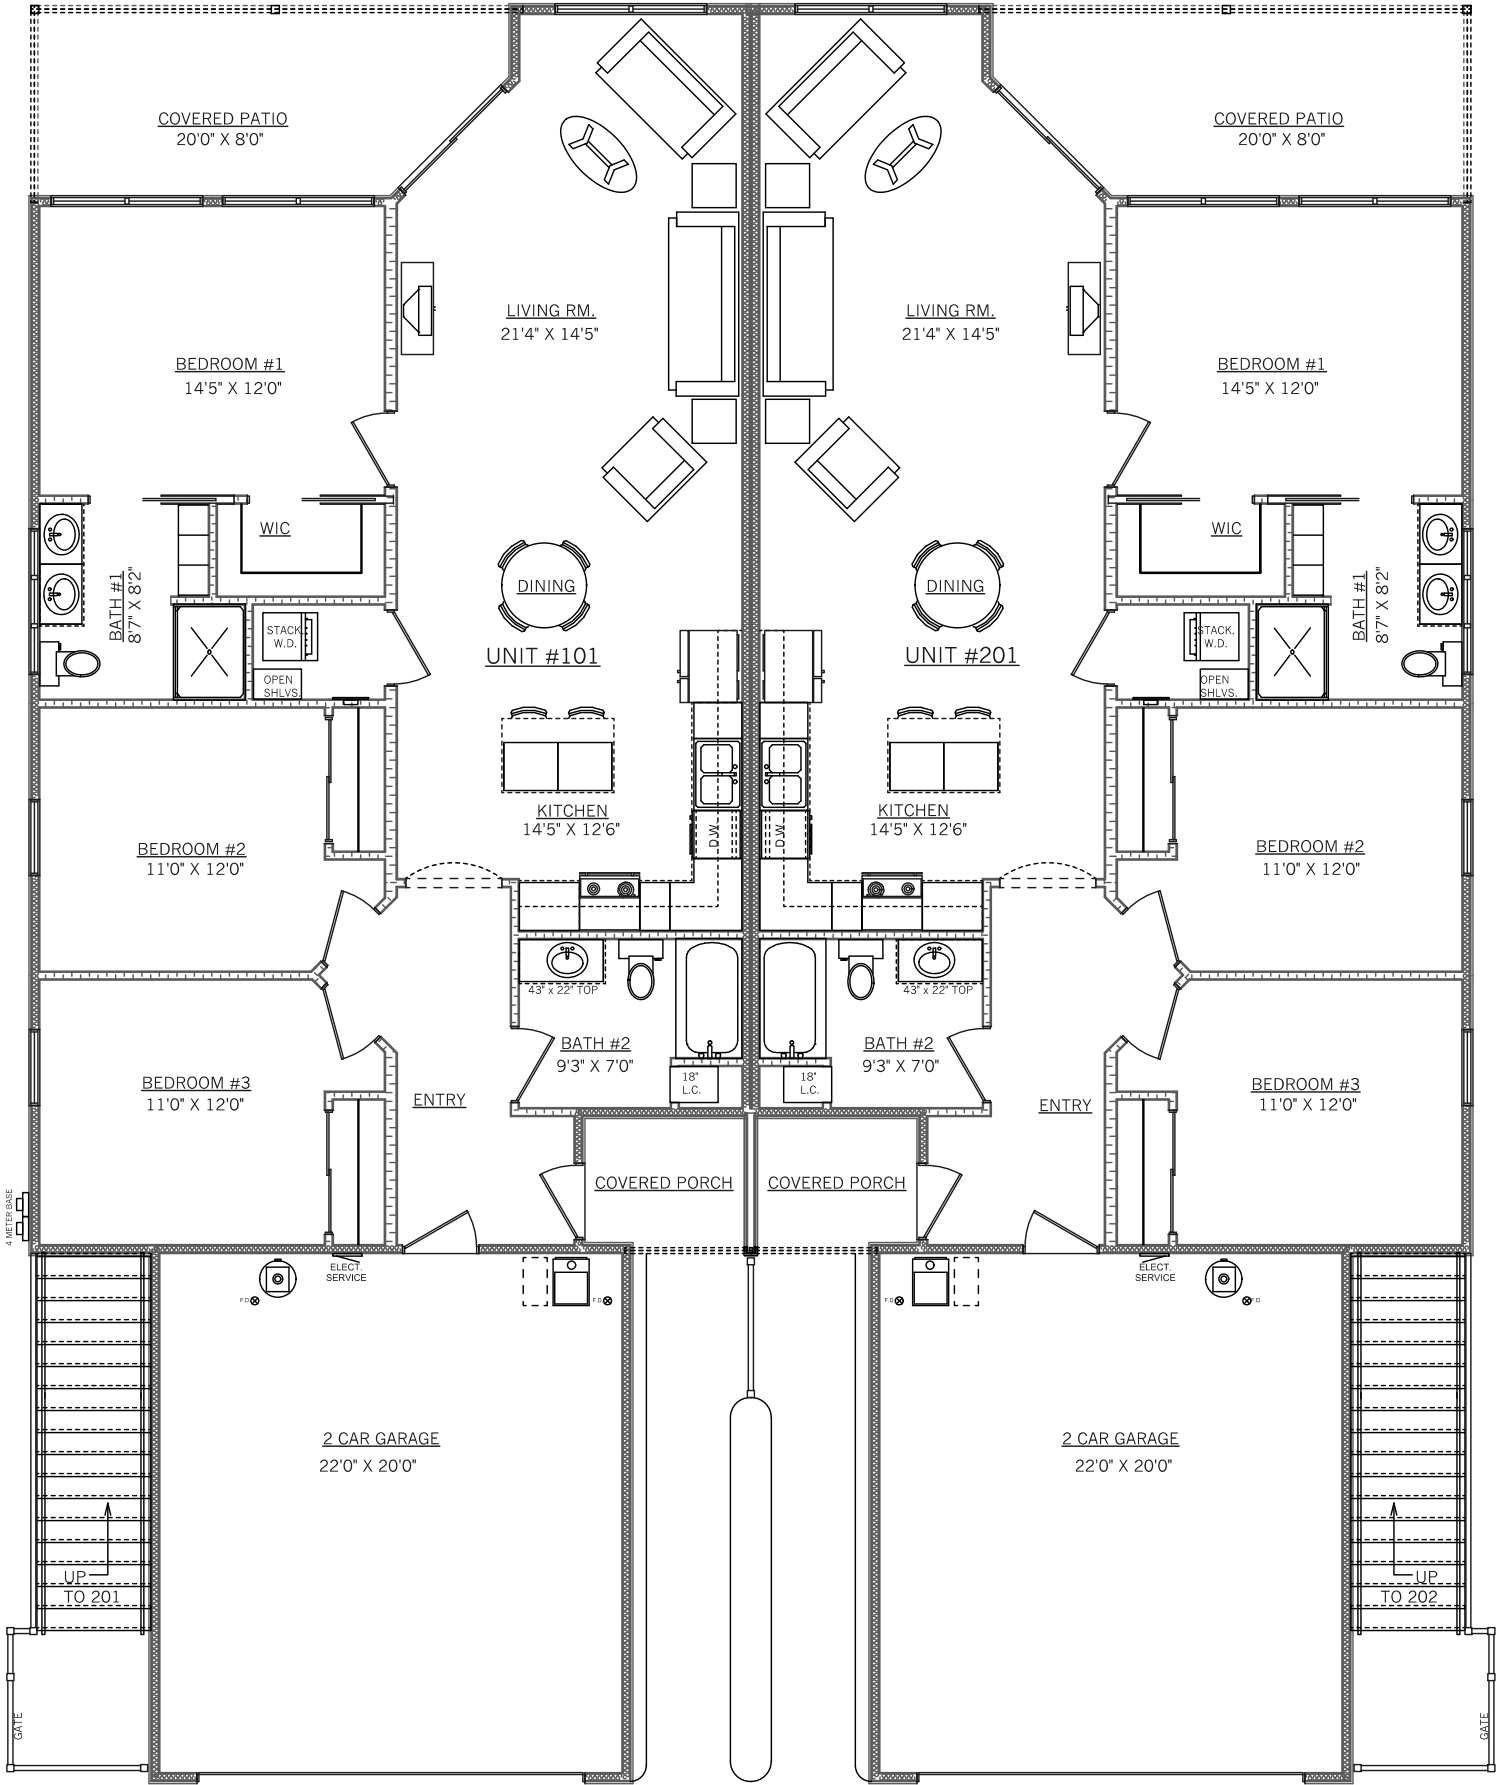 COVERED PATIO
20'0" X 8'0"
COVERED PATIO
20'0" X 8'0"
LIVING RM.
21'4" X 14'5"
LIVING RM.
21'4" X 14'5"
BEDROOM #1
14'5" X 12'0"
BEDROOM #1
14'5" X 12'0"
WIC
WIC
BATH #1
8'7" X 8'2"
DINING
DINING
BATH #1
8'7" X 8'2"
STACK.
W.D.
STACK.
W.D.
UNIT #101
UNIT #201
OPEN
SHLVS.
OPEN
SHLVS.
KITCHEN
14'5" X 12'6"
D.W.
D.W.
KITCHEN
14'5" X 12'6"
BEDROOM #2
11'0" X 12'0"
BEDROOM #2
11'0" X 12'0"
43" x 22" TOP
43" x 22" TOP
BATH #2
9'3" X 7'0"
BATH #2
9'3" X 7'0"
18"
L.C.
18"
L.C.
BEDROOM #3
11'0" X 12'0"
BEDROOM #3
11'0" X 12'0"
ENTRY
ENTRY
COVERED PORCH
COVERED PORCH
4 METER BASE
ELECT.
SERVICE
ELECT.
SERVICE
F.D.
F.D.
F.D.
F.D.
2 CAR GARAGE
22'0" X 20'0"
2 CAR GARAGE
22'0" X 20'0"
UP
TO 201
UP
TO 202
GATE
GATE